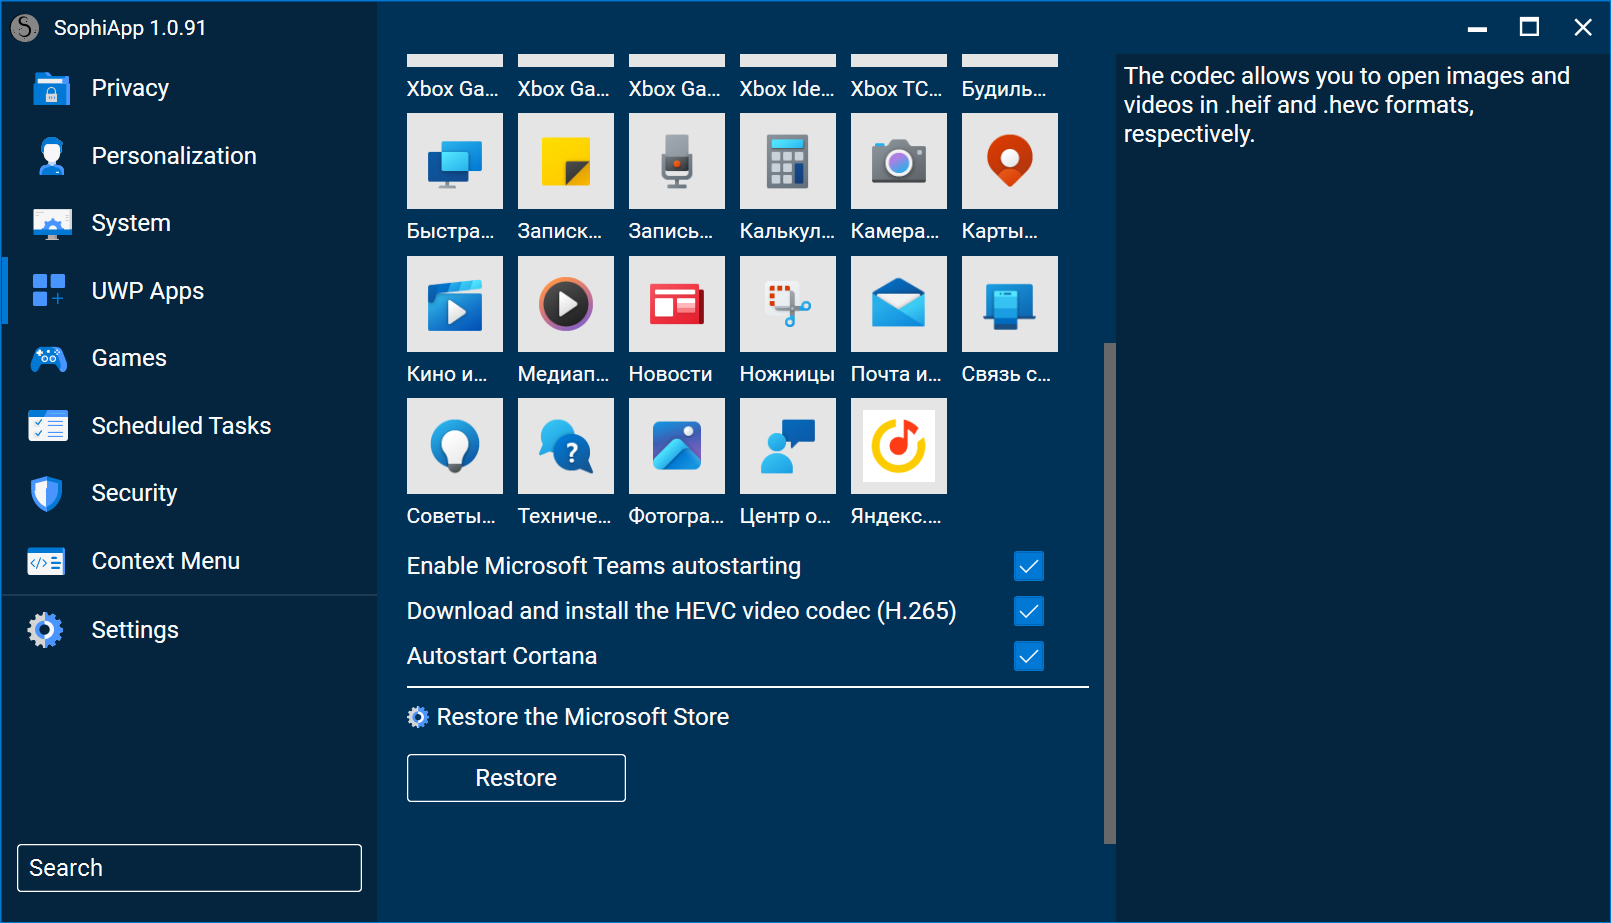 SophiApp 1.0.91
Privacy
Personalization
System
UWP Apps
Games
Scheduled Tasks
Security
Context Menu
Settings
Search
Xbox Ga... Xbox Ga... Xbox Ga... Xbox Ide... Xbox TC... Будиль...
Быстра... Записк... Запись... Калькул... Камера... Карты...
Кино и... Медиап... Новости Ножницы Почта и... Связь с...
Советы... Техниче... Фотогра... Центр о... Яндекс....
Enable Microsoft Teams autostarting
Download and install the HEVC video codec (H.265)
Autostart Cortana
Restore the Microsoft Store
Restore
The codec allows you to open images and
videos in .heif and .hevc formats,
respectively.